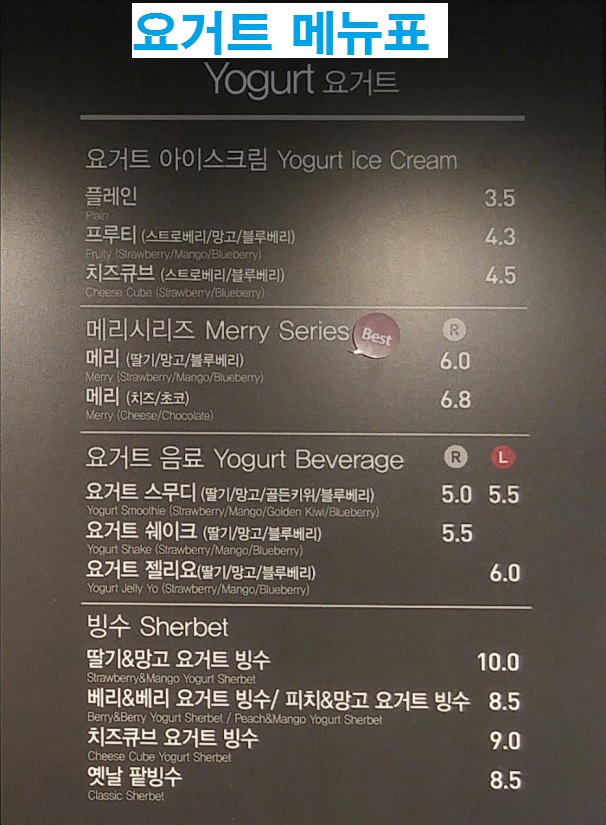 요거트 메뉴표
Yogurt 요거트
요거트 아이스크림 Yogurt Ice Cream
플레인 3.5
Plain
프루티 (스트로베리/망고/블루베리) 4.3
Fruity (Strawberry/Mango/Blueberry)
치즈큐브 (스트로베리/블루베리) 4.5
Cheese Cube (Strawberry/Blueberry)
메리시리즈 Merry Series Best R
메리 (딸기/망고/블루베리) 6.0
Merry (Strawberry/Mango/Blueberry)
메리 (치즈/초코) 6.8
Merry (Cheese/Chocolate)
요거트 음료 Yogurt Beverage R L
요거트 스무디 (딸기/망고/골든키위/블루베리) 5.0 5.5
Yogurt Smoothie (Strawberry/Mango/Golden Kiwi/Blueberry)
요거트 쉐이크 (딸기/망고/블루베리) 5.5
Yogurt Shake (Strawberry/Mango/Blueberry)
요거트 젤리요(딸기/망고/블루베리) 6.0
Yogurt Jelly Yo (Strawberry/Mango/Blueberry)
빙수 Sherbet
딸기&망고 요거트 빙수 10.0
Strawberry&Mango Yogurt Sherbet
베리&베리 요거트 빙수/ 피치&망고 요거트 빙수 8.5
Berry&Berry Yogurt Sherbet / Peach&Mango Yogurt Sherbet
치즈큐브 요거트 빙수 9.0
Cheese Cube Yogurt Sherbet
옛날 팥빙수 8.5
Classic Sherbet